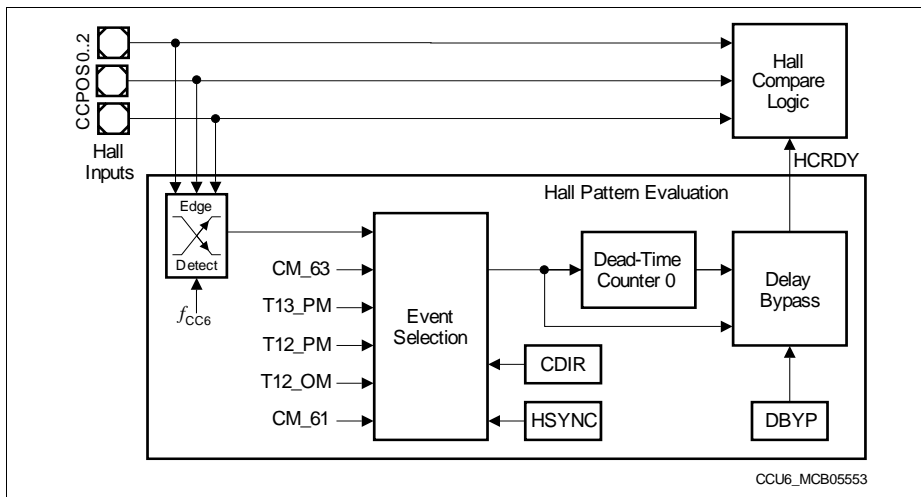 CCPOS0..2
Hall
Inputs
Hall
Compare
Logic
HCRDY
Hall Pattern Evaluation
Edge
Detect
fCC6
CM_63
T13_PM
T12_PM
T12_OM
CM_61
Event
Selection
Dead-Time
Counter 0
Delay
Bypass
CDIR
HSYNC
DBYP
CCU6_MCB05553